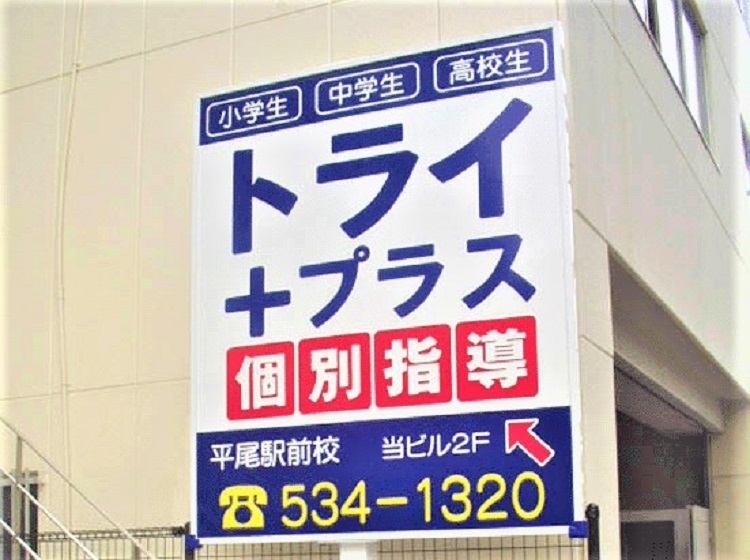 小学生 中学生 高校生
トライ
+プラス
個別指導
平尾駅前校 当ビル2F
☎534-1320